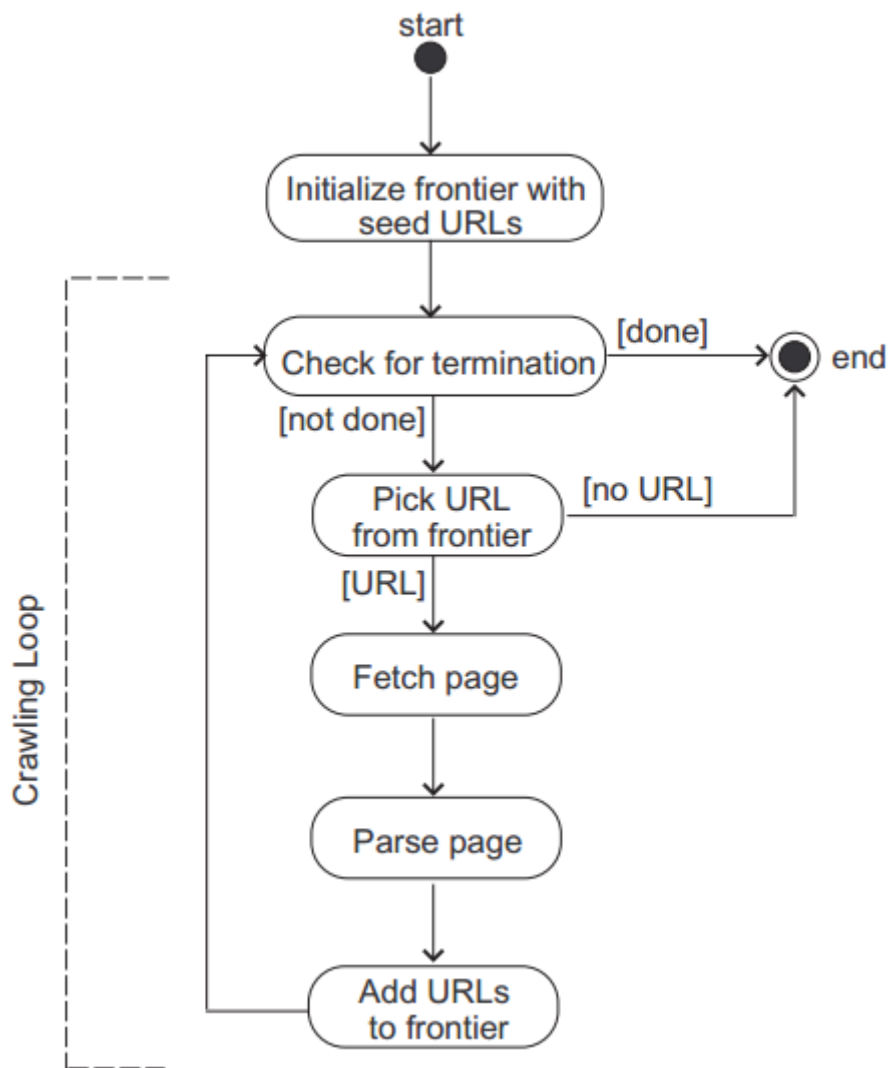 start
Initialize frontier with
seed URLs
Check for termination
[done]
end
[not done]
Pick URL
from frontier
[no URL]
[URL]
Fetch page
Crawling Loop
Parse page
Add URLs
to frontier